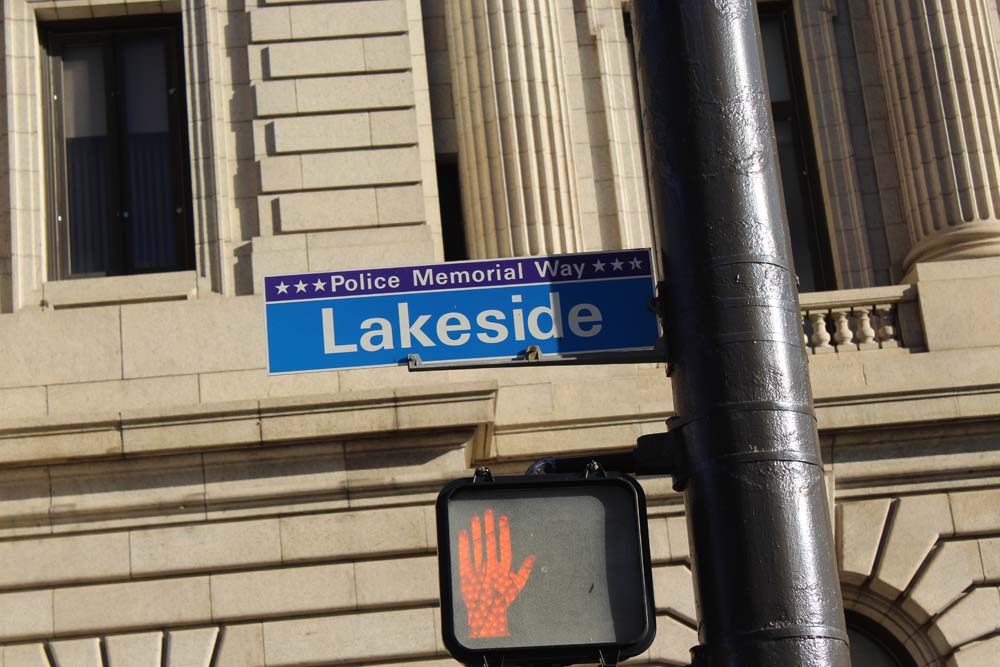 ★★★Police Memorial Way★★★
Lakeside